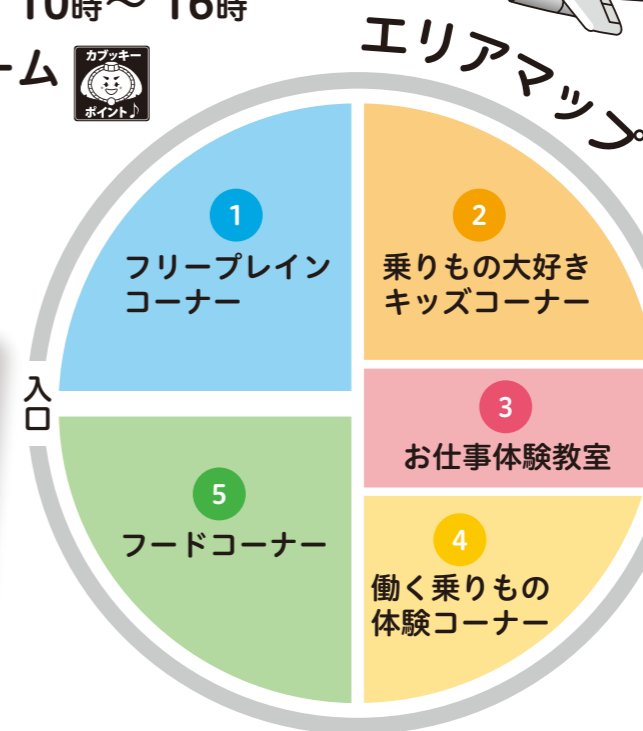 10時～ 16時
ーム
カブッキー
ポイント♪
エリアマップ
1
フリープレイン
コーナー
2
乗りもの大好き
キッズコーナー
入口
3
お仕事体験教室
5
フードコーナー
4
働く乗りもの
体験コーナー